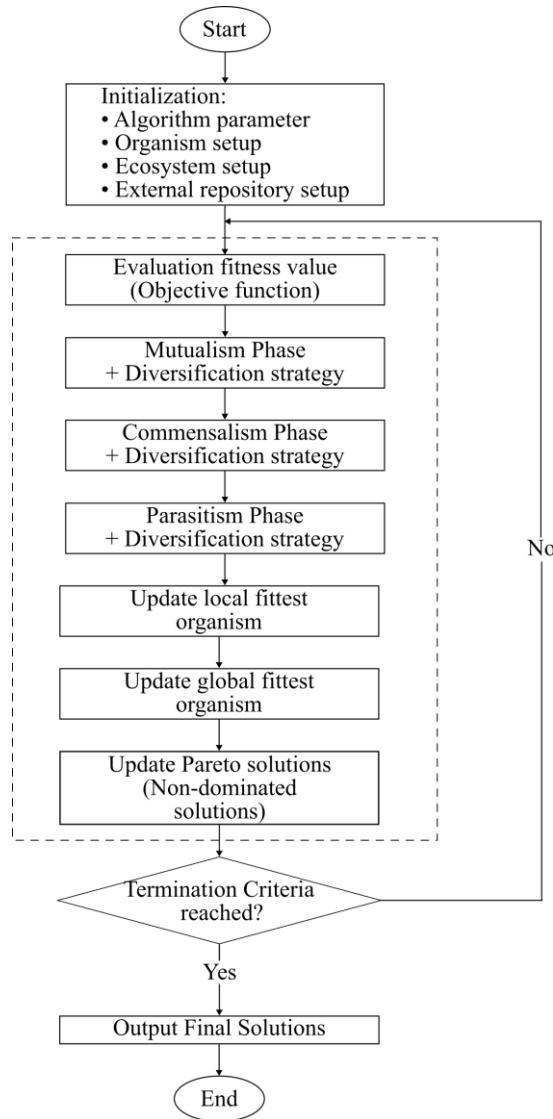 Start
Initialization:
• Algorithm parameter
• Organism setup
• Ecosystem setup
• External repository setup
Evaluation fitness value
(Objective function)
Mutualism Phase
+ Diversification strategy
Commensalism Phase
+ Diversification strategy
Parasitism Phase
+ Diversification strategy
No
Update local fittest
organism
Update global fittest
organism
Update Pareto solutions
(Non-dominated
solutions)
Termination Criteria
reached?
Yes
Output Final Solutions
End